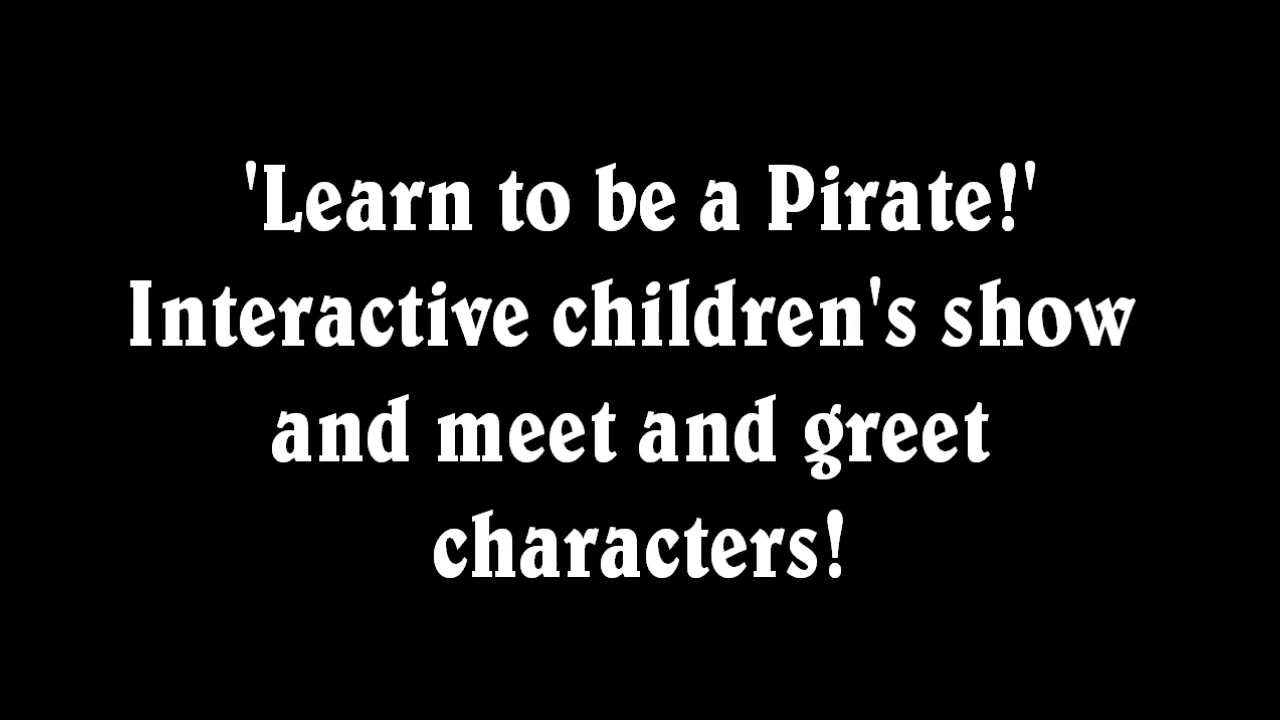 'Learn to be a Pirate!'
Interactive children's show
and meet and greet
characters!